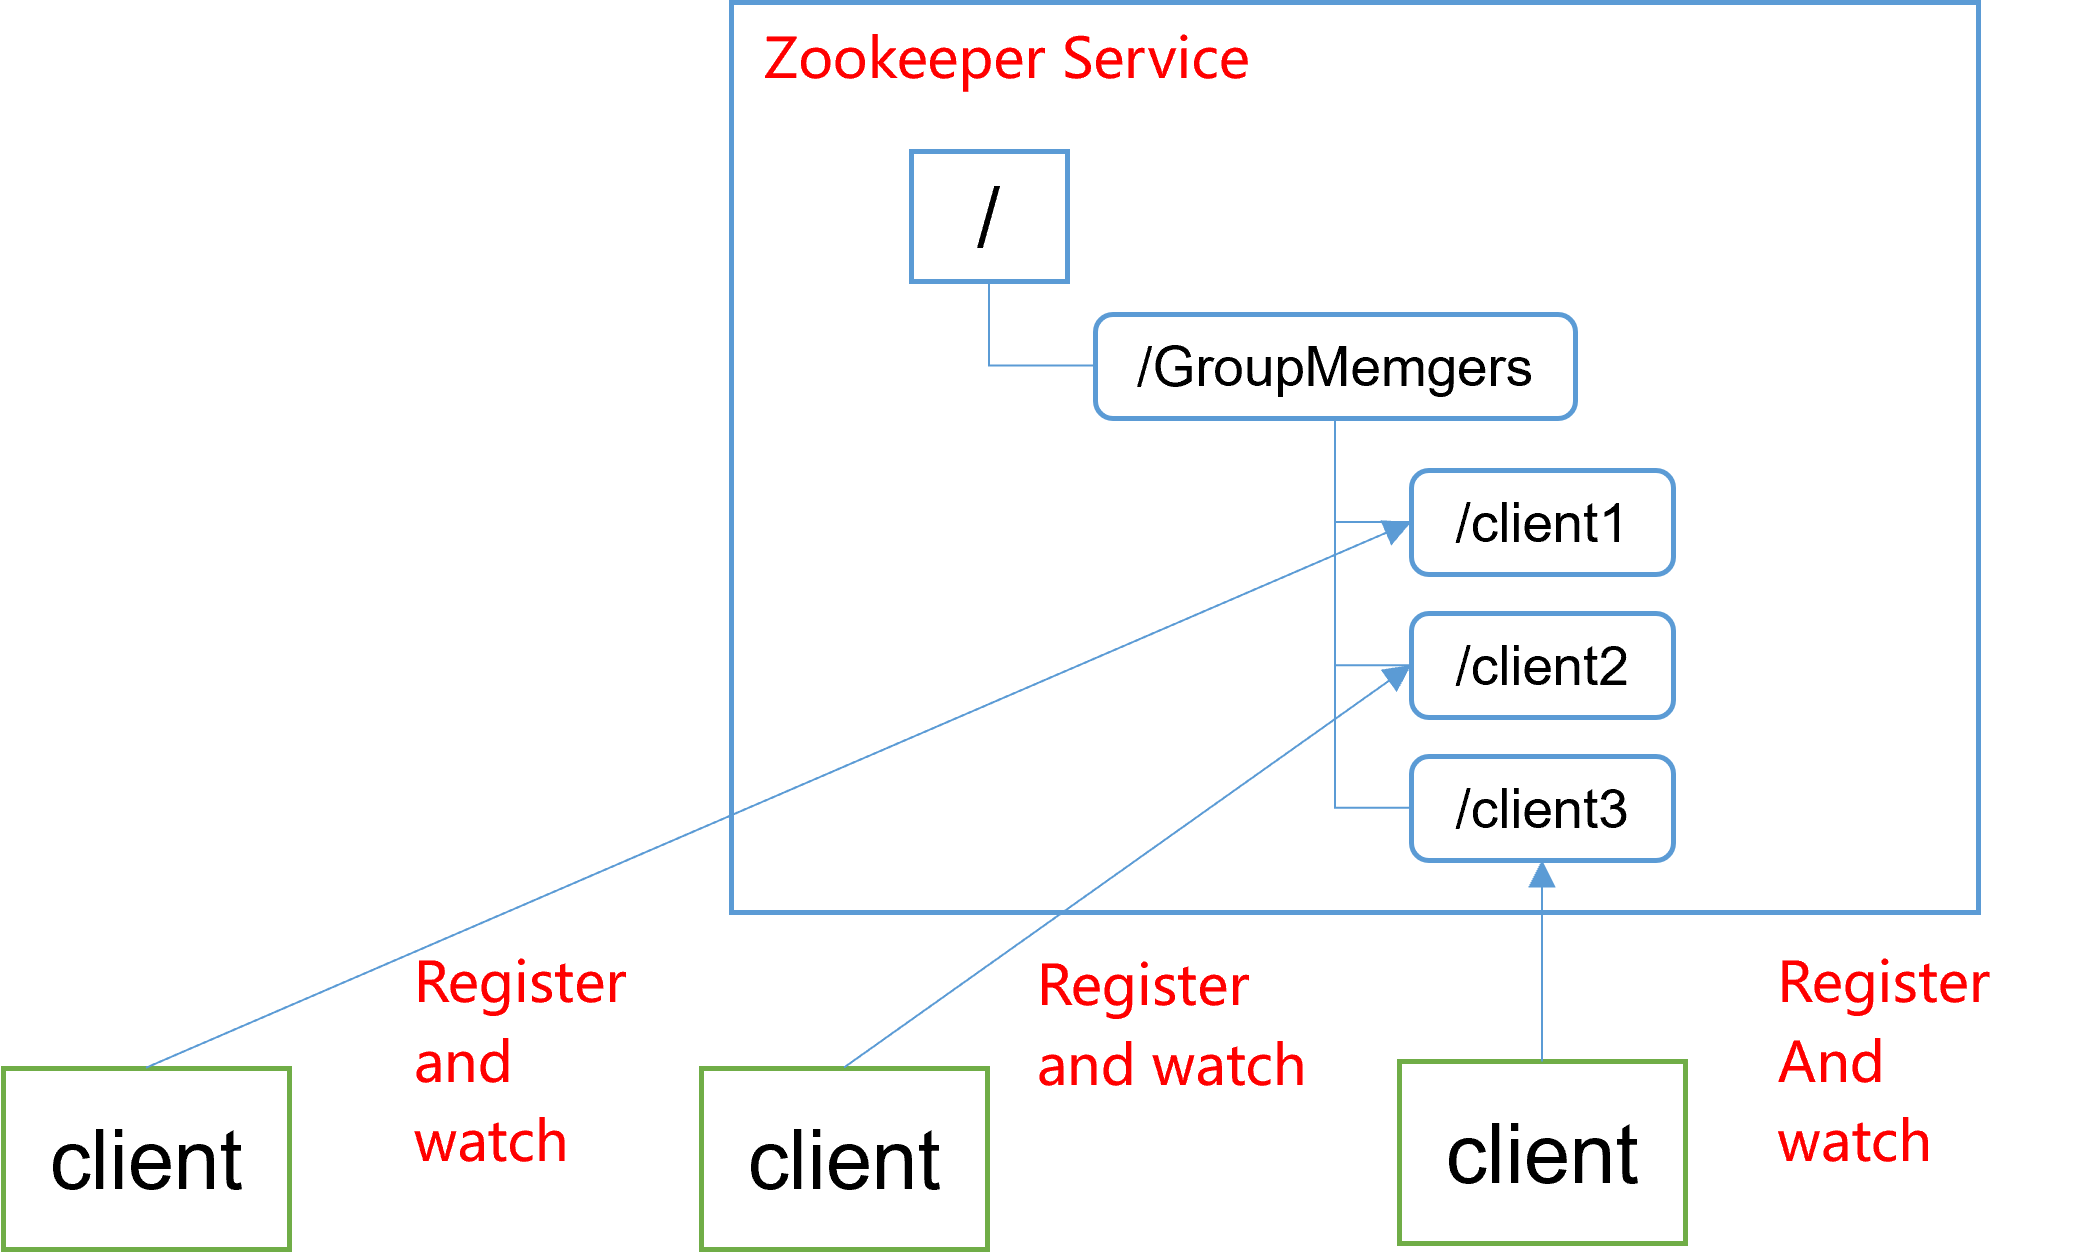 Zookeeper Service
/
/GroupMemgers
/client1
/client2
/client3
Register
and
watch
Register
and watch
Register
And
watch
client
client
client